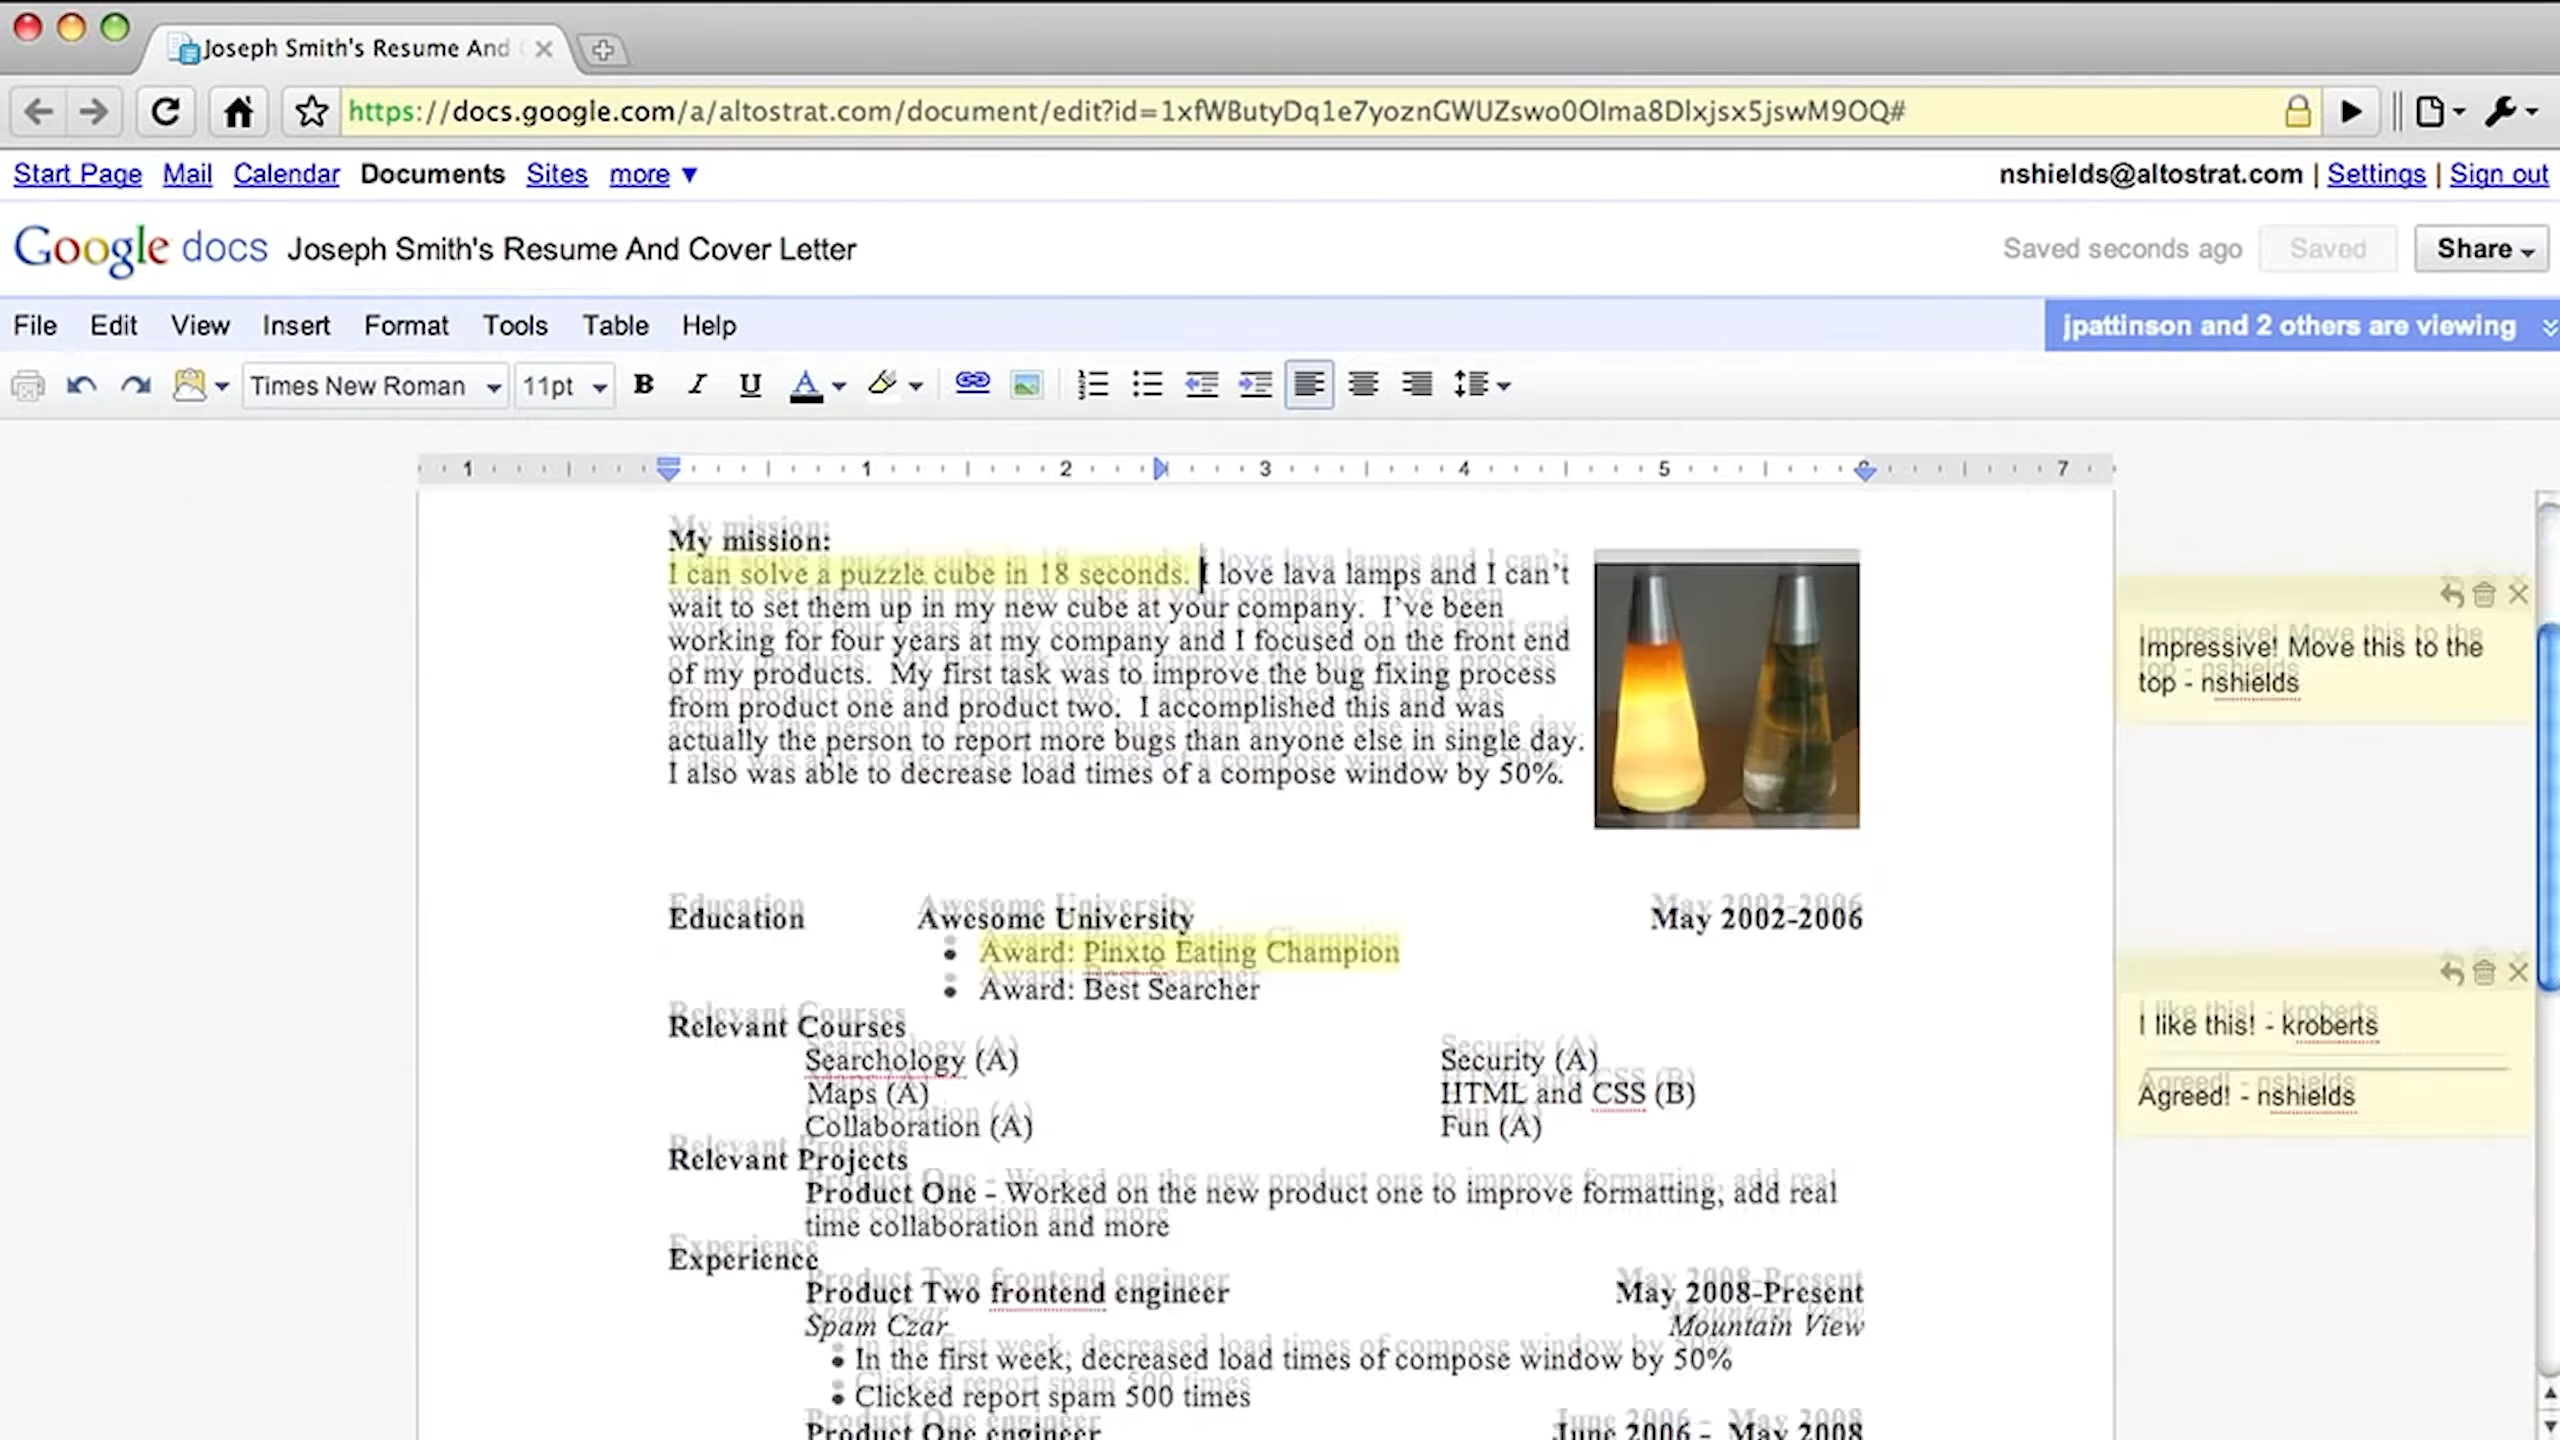 Joseph Smith's Resume And
https://docs.google.com/a/altostrat.com/document/edit?id=1xfWButyDq1e7yoznGWUZswo0OIma8DlxJsx5JswM9OQ#
Start Page Mail Calendar Documents Sites more ▼ nshields@altostrat.com | Settings | Sign out
Google docs Joseph Smith's Resume And Cover Letter Saved seconds ago Saved Share
File Edit View Insert Format Tools Table Help jpattinson and 2 others are viewing
Times New Roman 11pt B I U A
1 1 2 3 4 5 7
My mission:
I can solve a puzzle cube in 18 seconds. I love lava lamps and I can't
wait to set them up in my new cube at your company. I've been
working for four years at my company and I focused on the front end
of my products. My first task was to improve the bug fixing process
from product one and product two. I accomplished this and was
actually the person to report more bugs than anyone else in single day.
I also was able to decrease load times of a compose window by 50%.
Impressive! Move this to the
top - nshields
Education Awesome University May 2002-2006
• Award: Pinxto Eating Champion
• Award: Best Searcher
I like this! - kroberts
Agreed! - nshields
Relevant Courses
Searchology (A) Security (A)
Maps (A) HTML and CSS (B)
Collaboration (A) Fun (A)
Relevant Projects
Product One - Worked on the new product one to improve formatting, add real
time collaboration and more
Experience
Product Two frontend engineer May 2008-Present
Spam Czar Mountain View
• In the first week, decreased load times of compose window by 50%
• Clicked report spam 500 times
Product One engineer June 2006 - May 2008